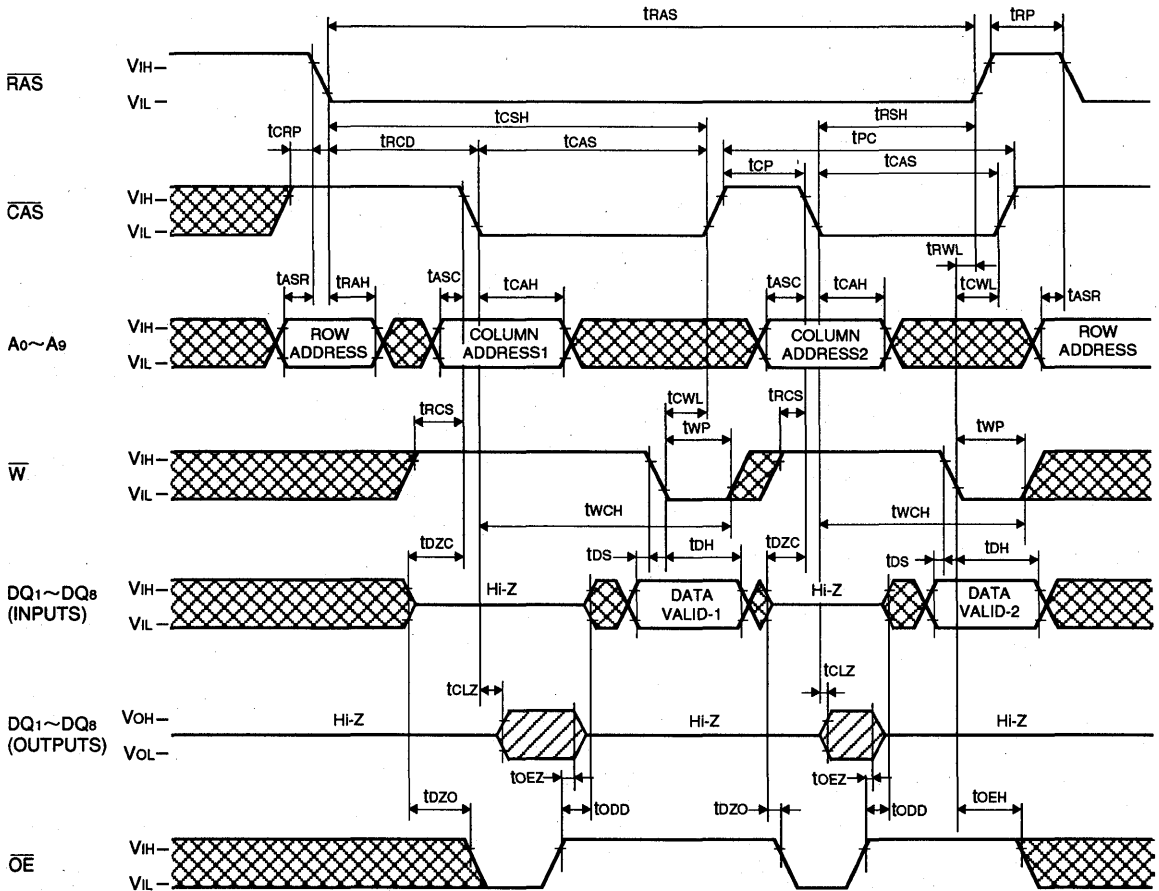 tRAS tRP
RAS VIH
VIL
tCSH tRSH
tCRP tRCD tCAS tPC
tCP tCAS
CAS VIH
VIL
tRWL
tASR tRAH tASC tCAH tASC tCAH tCWL tASR
A0~A9 VIH
VIL
ROW ADDRESS
COLUMN ADDRESS1
COLUMN ADDRESS2
ROW ADDRESS
tRCS tCWL tRCS
tWP tWP
W VIH
VIL
tWCH tWCH
tDZC tDS tDH tDZC tDS tDH
DQ1~DQ8 (INPUTS) VIH
VIL
Hi-Z
DATA VALID-1
Hi-Z
DATA VALID-2
tCLZ tCLZ
DQ1~DQ8 (OUTPUTS) VOH
VOL
Hi-Z Hi-Z Hi-Z
tOEZ tOEZ
tDZO tODD tDZO tODD tOEH
OE VIH
VIL